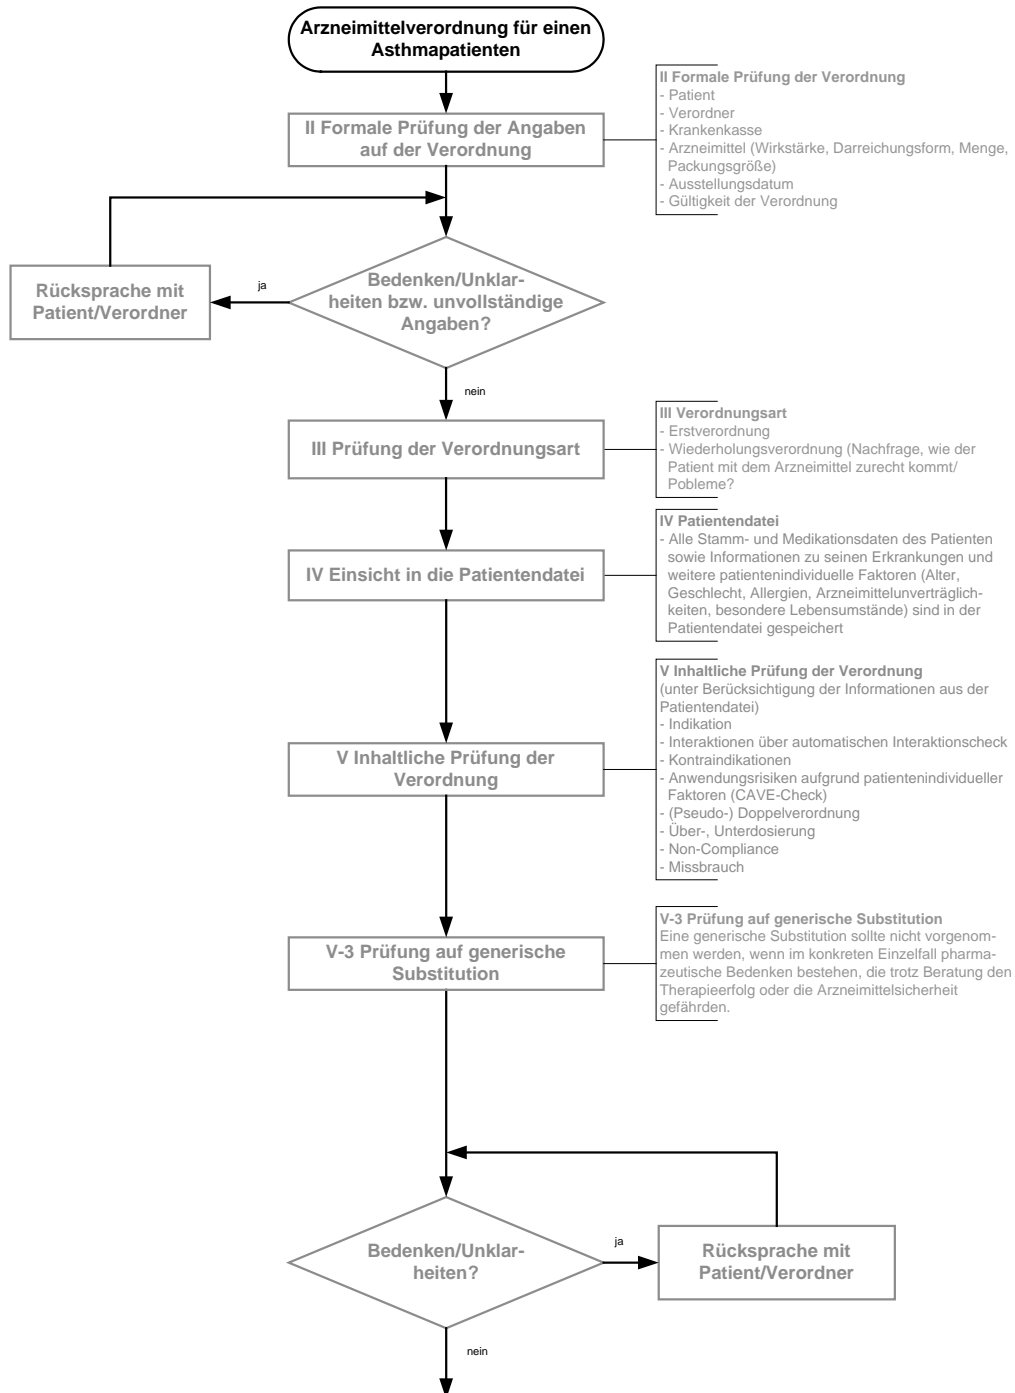 Arzneimittelverordnung für einen
Asthmapatienten
II Formale Prüfung der Angaben
auf der Verordnung
II Formale Prüfung der Verordnung
- Patient
- Verordner
- Krankenkasse
- Arzneimittel (Wirkstärke, Darreichungsform, Menge,
Packungsgröße)
- Ausstellungsdatum
- Gültigkeit der Verordnung
Bedenken/Unklar-
heiten bzw. unvollständige
Angaben?
ja
Rücksprache mit
Patient/Verordner
nein
III Prüfung der Verordnungsart
III Verordnungsart
- Erstverordnung
- Wiederholungsverordnung (Nachfrage, wie der
Patient mit dem Arzneimittel zurecht kommt/
Pobleme?
IV Einsicht in die Patientendatei
IV Patientendatei
- Alle Stamm- und Medikationsdaten des Patienten
sowie Informationen zu seinen Erkrankungen und
weitere patientenindividuelle Faktoren (Alter,
Geschlecht, Allergien, Arzneimittelunverträglich-
keiten, besondere Lebensumstände) sind in der
Patientendatei gespeichert
V Inhaltliche Prüfung der
Verordnung
V Inhaltliche Prüfung der Verordnung
(unter Berücksichtigung der Informationen aus der
Patientendatei)
- Indikation
- Interaktionen über automatischen Interaktionscheck
- Kontraindikationen
- Anwendungsrisiken aufgrund patientenindividueller
Faktoren (CAVE-Check)
- (Pseudo-) Doppelverordnung
- Über-, Unterdosierung
- Non-Compliance
- Missbrauch
V-3 Prüfung auf generische
Substitution
V-3 Prüfung auf generische Substitution
Eine generische Substitution sollte nicht vorgenom-
men werden, wenn im konkreten Einzelfall pharma-
zeutische Bedenken bestehen, die trotz Beratung den
Therapieerfolg oder die Arzneimittelsicherheit
gefährden.
Bedenken/Unklar-
heiten?
ja
Rücksprache mit
Patient/Verordner
nein